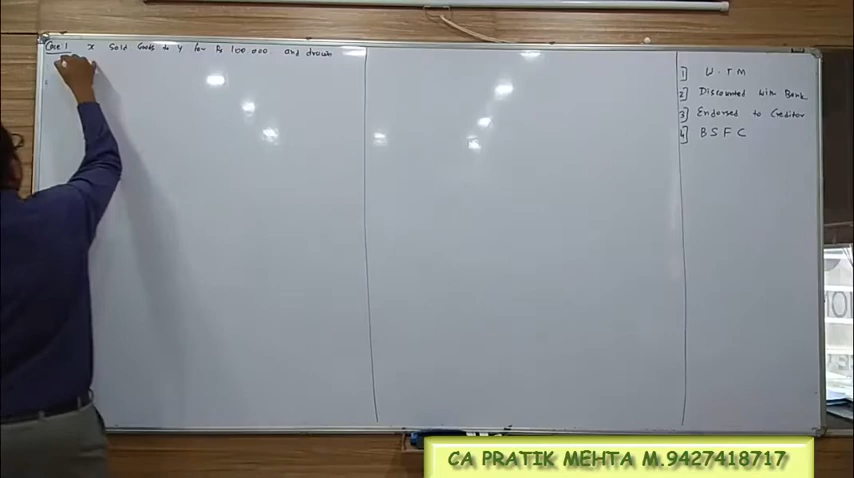 Case 1 X Sold Goods to Y for Rs 100.000. and drawn
1] U.T M
2] Discounted with Bank
3] Endorsed to Creditor
4] B S F C
CA PRATIK MEHTA M.9427418717